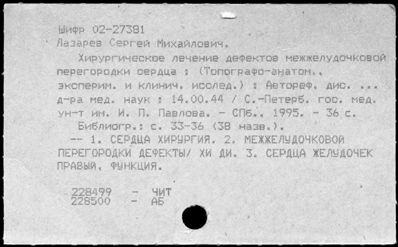 Шифр 02-27381
Лазарев Сергей Михайлович.
Хирургическое лечение дефектов межжелудочковой
перегородки сердца : (Топографо-анатом.,
эксперим. и клинич. исслед.) : Автореф. дис. ...
д-ра мед. наук : 14.00.44 / С.-Петерб. гос. мед.
ун-т им. И. П. Павлова. - СПб., 1995. - 36 с.
Библиогр.: с. 33-36 (38 назв.).
-- 1. СЕРДЦА ХИРУРГИЯ. 2. МЕЖЖЕЛУДОЧКОВОЙ
ПЕРЕГОРОДКИ ДЕФЕКТЫ/ ХИ ДИ. 3. СЕРДЦА ЖЕЛУДОЧЕК
ПРАВЫЙ, ФУНКЦИЯ.
228499 - ЧИТ
228500 - АБ